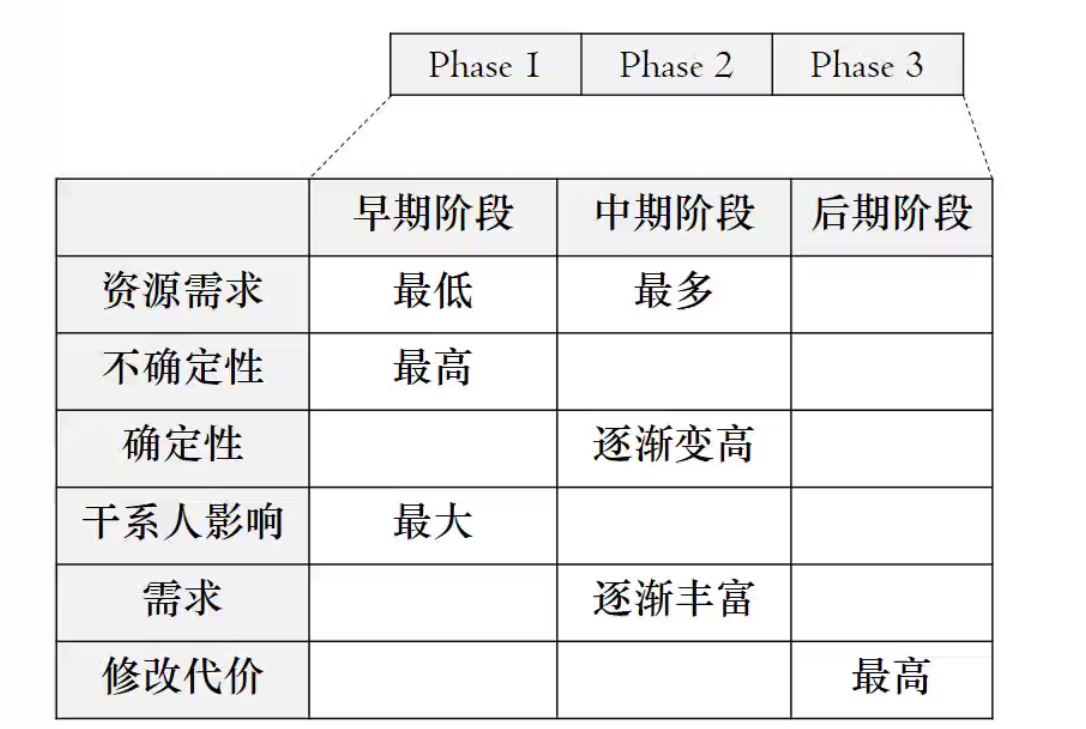 Phase 1 Phase 2 Phase 3
早期阶段 中期阶段 后期阶段
资源需求 最低 最多
不确定性 最高
确定性 逐渐变高
干系人影响 最大
需求 逐渐丰富
修改代价 最高